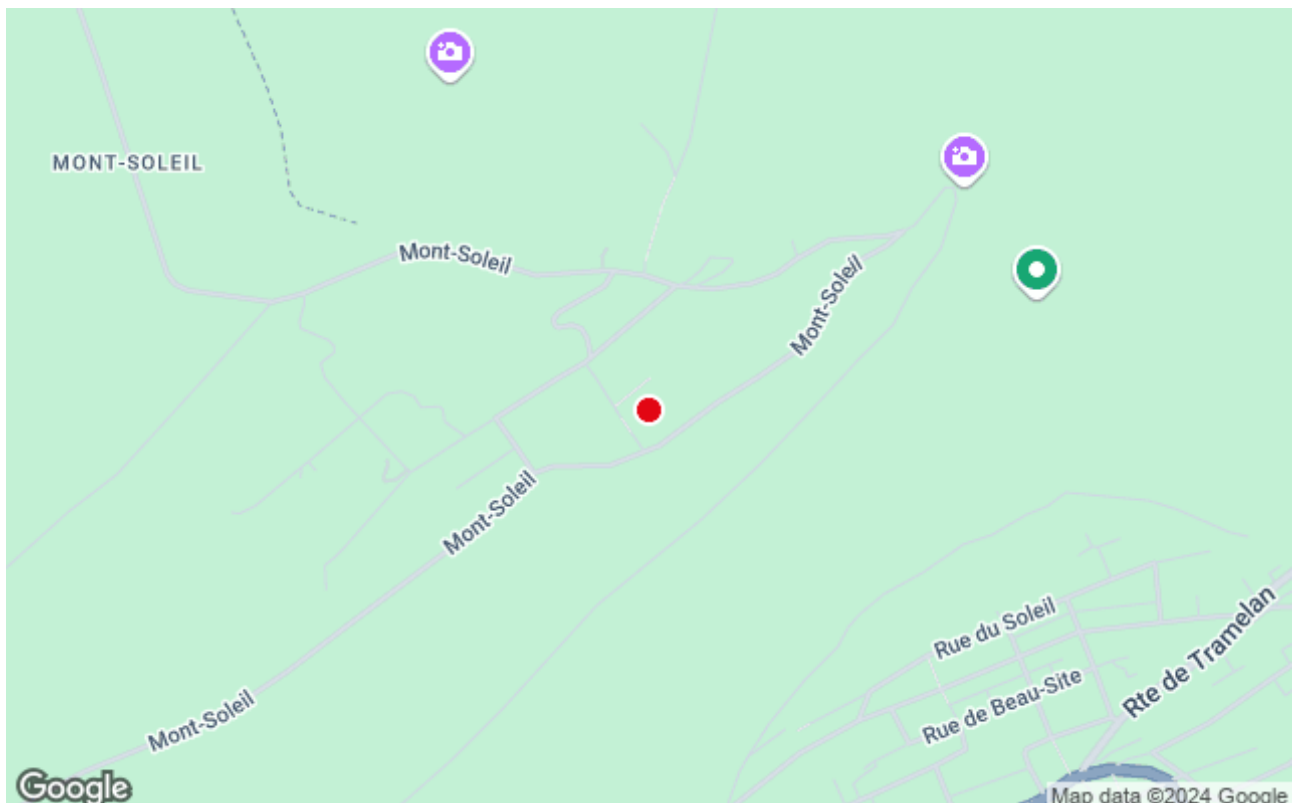 MONT-SOLEIL
Mont-Soleil
Mont-Soleil
Mont-Soleil
Mont-Soleil
Rue du Soleil
Rte de Tramelan
Rue de Beau-Site
Google
Map data ©2024 Google